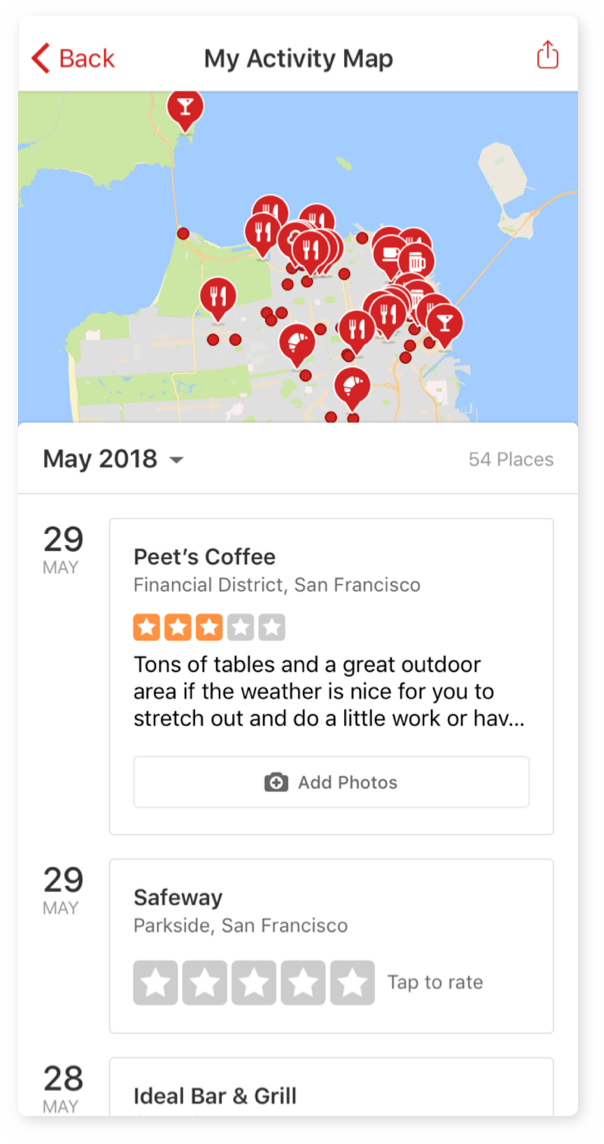 Back
My Activity Map
May 2018
54 Places
29
MAY
Peet’s Coffee
Financial District, San Francisco
Tons of tables and a great outdoor
area if the weather is nice for you to
stretch out and do a little work or hav...
Add Photos
29
MAY
Safeway
Parkside, San Francisco
Tap to rate
28
MAY
Ideal Bar & Grill